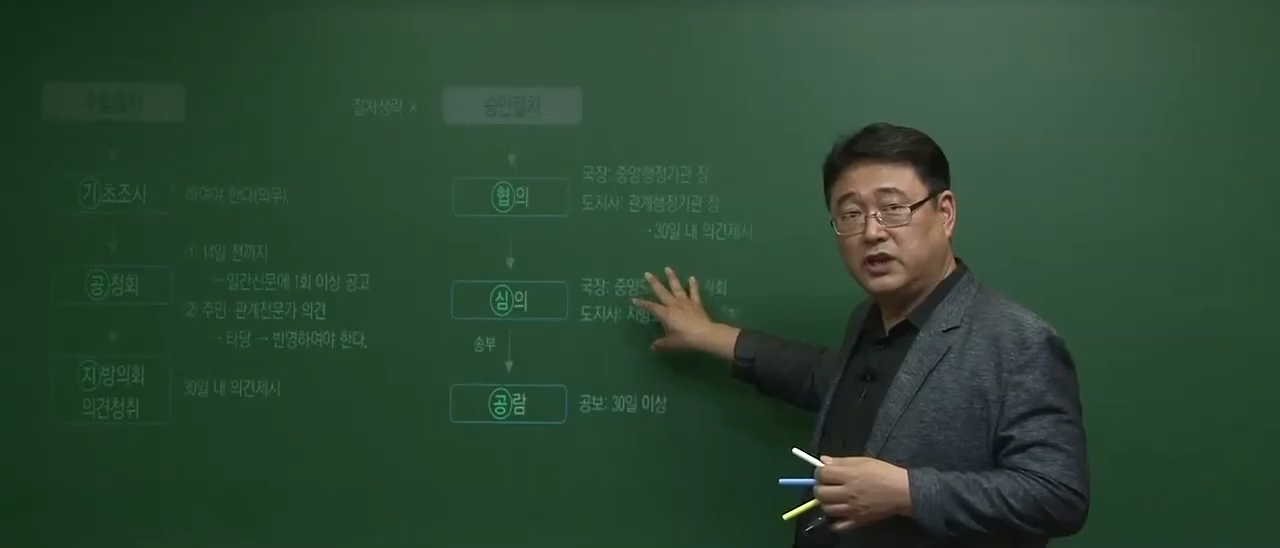 수립절차
기초조사
하여야 한다(의무).
공청회
① 14일 전까지
→ 일간신문에 1회 이상 공고
② 주민·관계전문가 의견
→ 타당 → 반영하여야 한다.
지방의회
의견청취
30일 내 의견제시
절차생략 ×
승인절차
협의
국장: 중앙행정기관 장
도지사: 관계행정기관 장
·30일 내 의견제시
심의
국장: 중앙
도지사: 지방
송부
공람
공보: 30일 이상